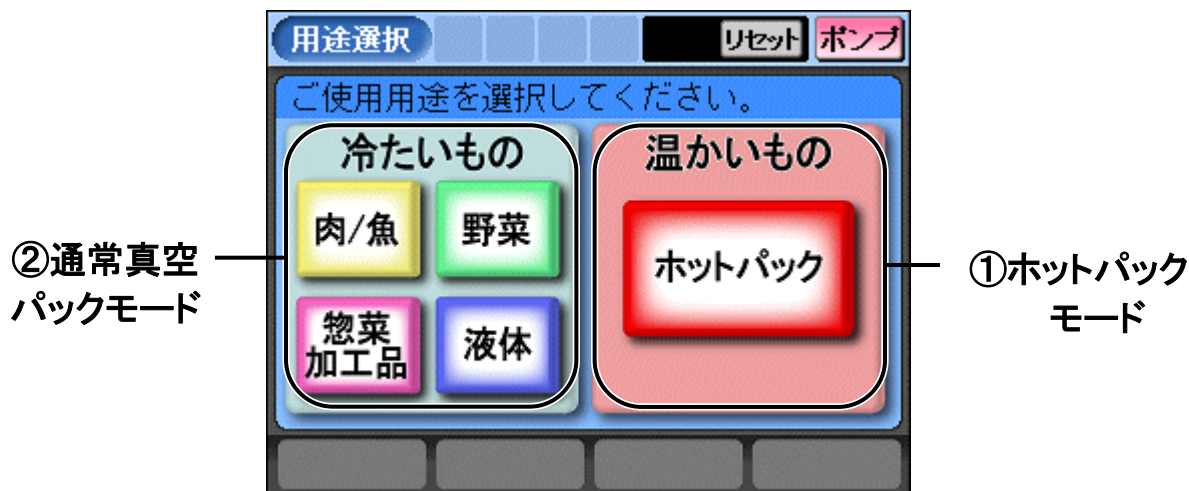 用途選択
リセット
ポンプ
ご使用用途を選択してください。
冷たいもの
肉/魚
野菜
惣菜
加工品
液体
温かいもの
ホットパック
②通常真空
パックモード
①ホットパック
モード